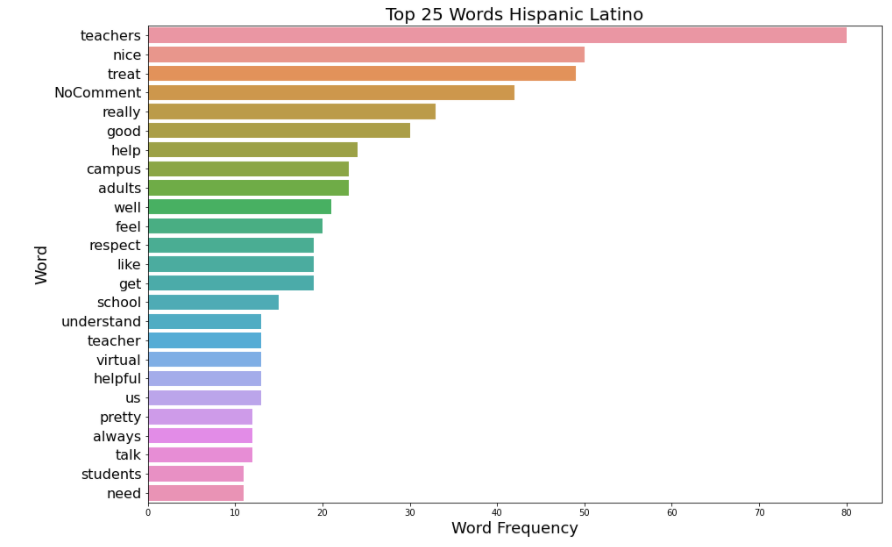 Top 25 Words Hispanic Latino
teachers
nice
treat
NoComment
really
good
help
campus
adults
well
feel
respect
like
get
school
understand
teacher
virtual
helpful
us
pretty
always
talk
students
need
Word
0 10 20 30 40 50 60 70 80
Word Frequency